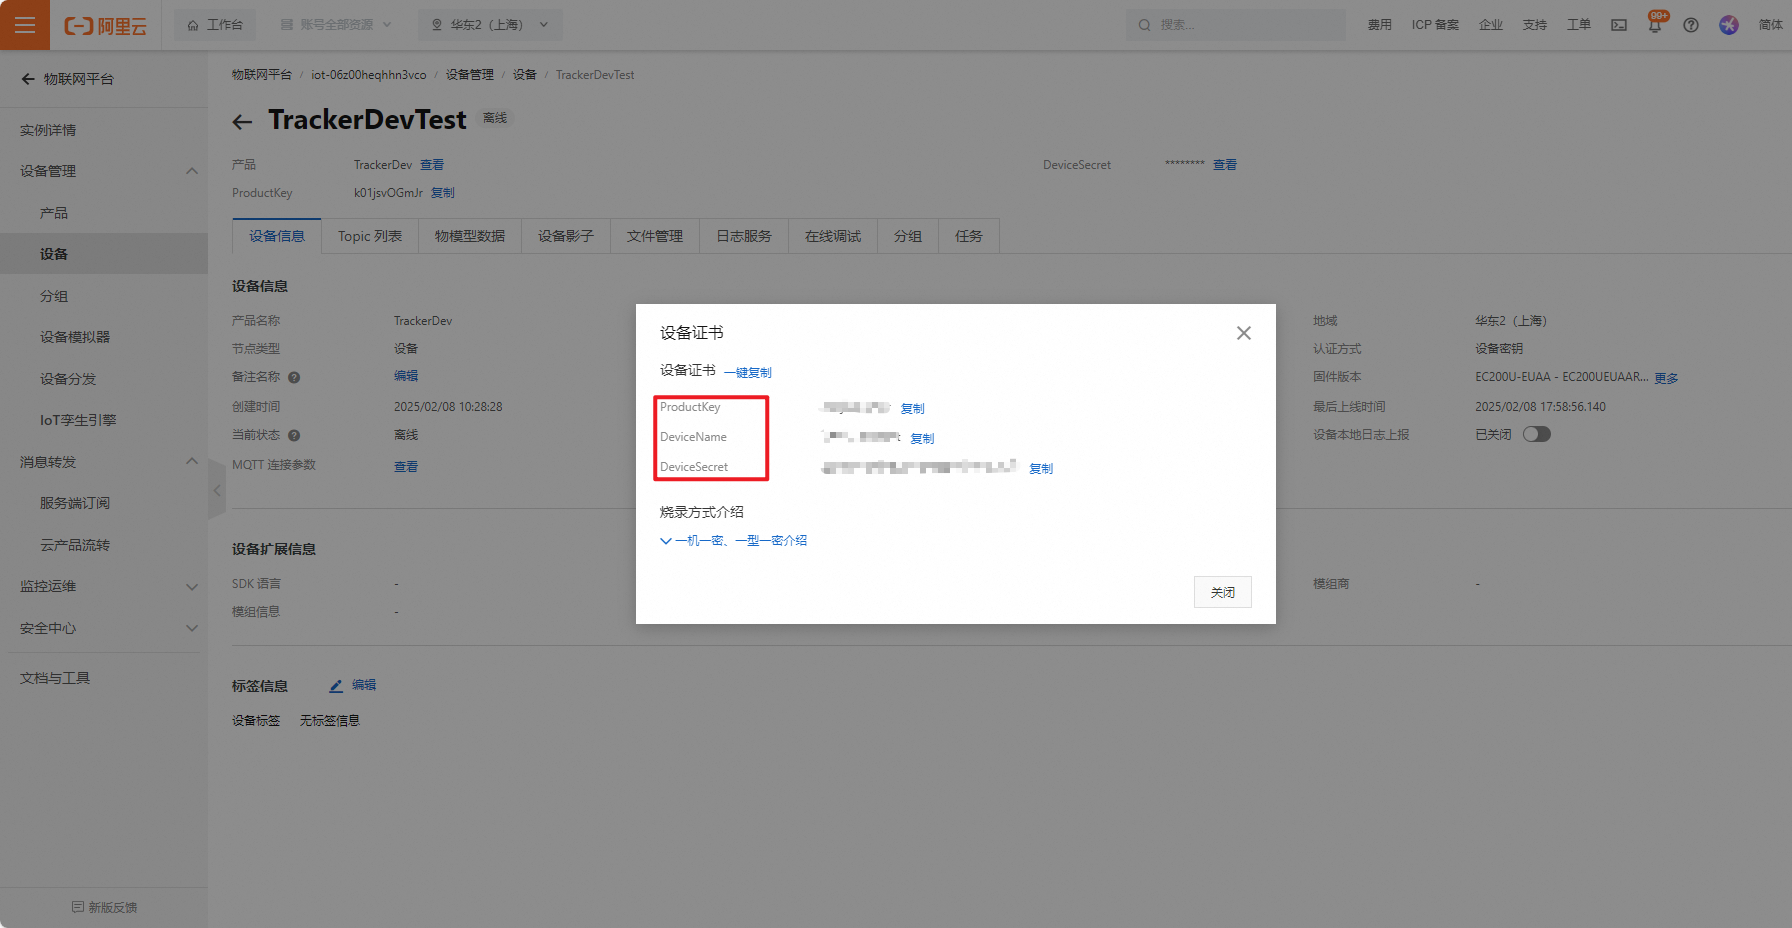 阿里云
工作台
账号全部资源
华东2（上海）
搜索...
费用
ICP 备案
企业
支持
工单
99+
简体
物联网平台
实例详情
设备管理
产品
设备
分组
设备模拟器
设备分发
IoT孪生引擎
消息转发
服务端订阅
云产品流转
监控运维
安全中心
文档与工具
新版反馈
物联网平台 / iot-06z00heqhhn3vco / 设备管理 / 设备 / TrackerDevTest
TrackerDevTest 离线
产品 TrackerDev 查看
DeviceSecret ******** 查看
ProductKey k01jsvOGmJr 复制
设备信息 Topic 列表 物模型数据 设备影子 文件管理 日志服务 在线调试 分组 任务
设备信息
产品名称 TrackerDev
地域 华东2（上海）
节点类型 设备
认证方式 设备密钥
备注名称 编辑
固件版本 EC200U-EUAA - EC200UEUAAR... 更多
创建时间 2025/02/08 10:28:28
最后上线时间 2025/02/08 17:58:56.140
当前状态 离线
设备本地日志上报 已关闭
MQTT 连接参数 查看
设备扩展信息
SDK 语言 -
模组商 -
模组信息 -
标签信息 编辑
设备标签 无标签信息
设备证书
设备证书 一键复制
ProductKey 复制
DeviceName 复制
DeviceSecret 复制
烧录方式介绍
一机一密、一型一密介绍
关闭